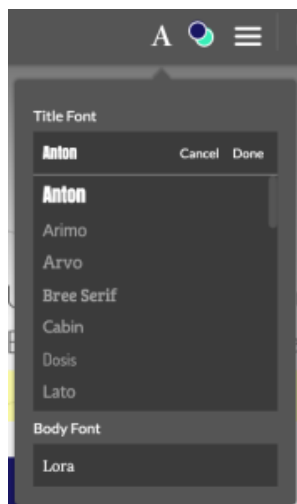 A
Title Font
Anton Cancel Done
Anton
Arimo
Arvo
Bree Serif
Cabin
Dosis
Lato
Body Font
Lora